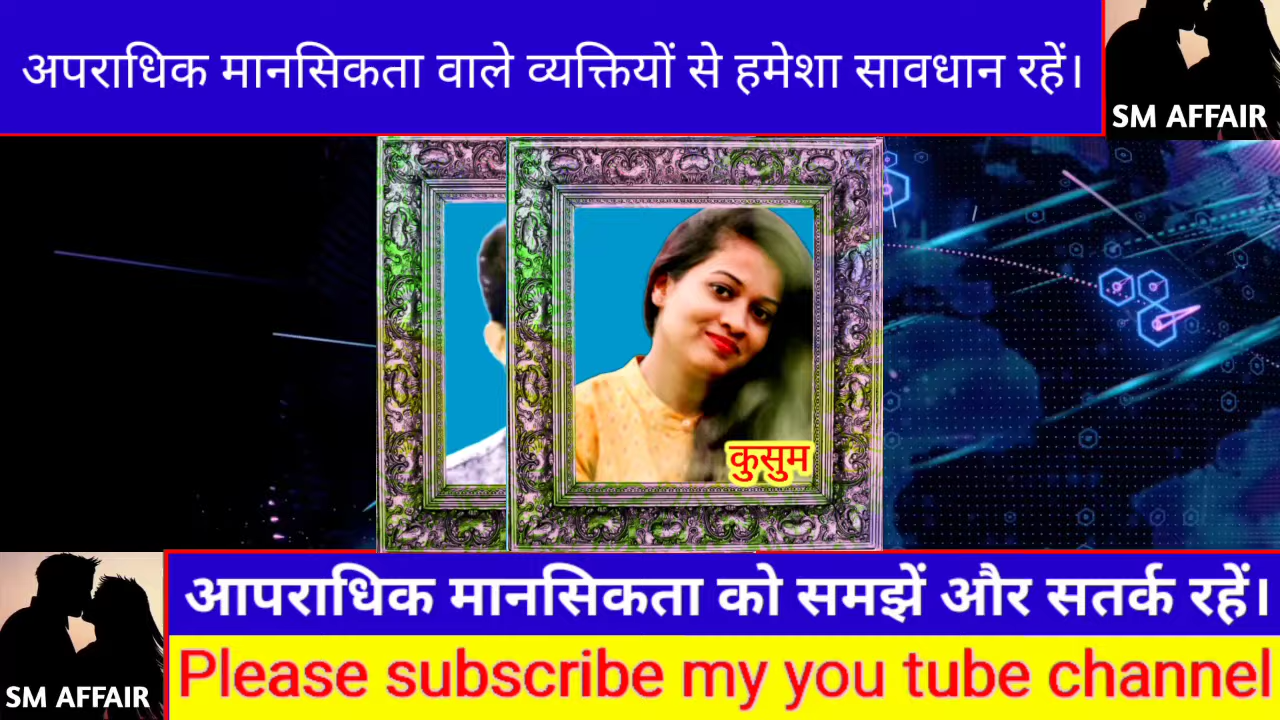 अपराधिक मानसिकता वाले व्यक्तियों से हमेशा सावधान रहें।
SM AFFAIR
कुसुम
आपराधिक मानसिकता को समझें और सतर्क रहें।
SM AFFAIR
Please subscribe my you tube channel